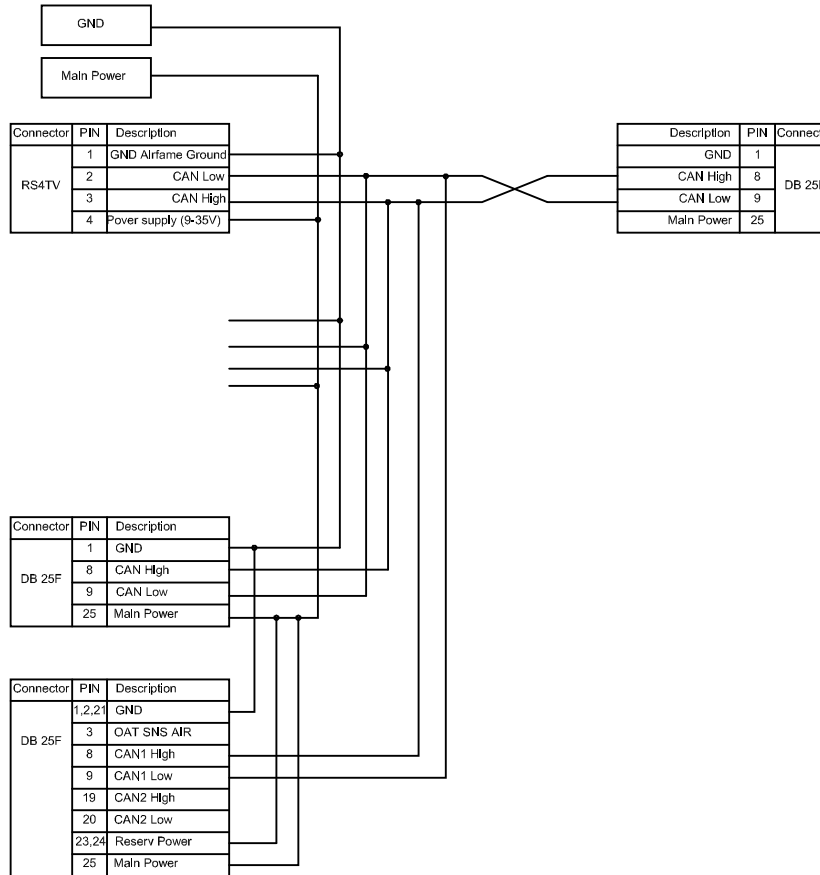 GND
Main Power
Connector PIN Description
RS4TV
1 GND Airfame Ground
2 CAN Low
3 CAN High
4 Pover supply (9-35V)
Description PIN Connect
GND 1
CAN High 8
DB 25
CAN Low 9
Main Power 25
Connector PIN Description
DB 25F
1 GND
8 CAN High
9 CAN Low
25 Main Power
Connector PIN Description
DB 25F
1,2,21 GND
3 OAT SNS AIR
8 CAN1 High
9 CAN1 Low
19 CAN2 High
20 CAN2 Low
23,24 Reserv Power
25 Main Power